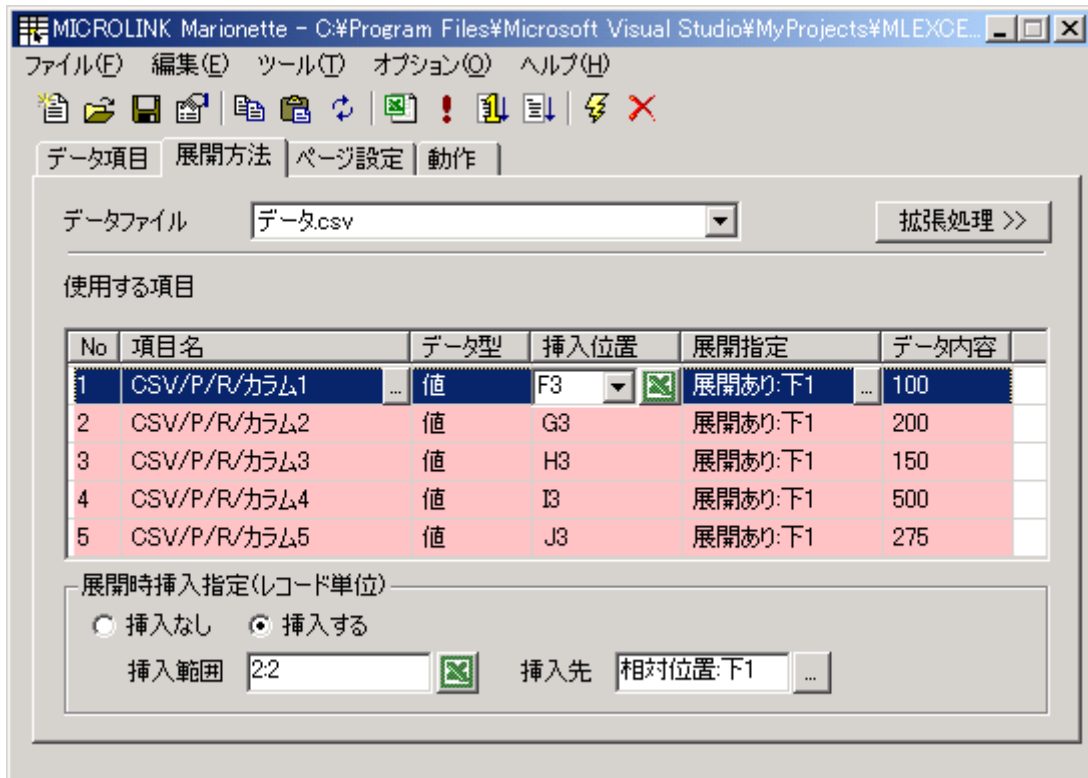 MICROLINK Marionette - C:¥Program Files¥Microsoft Visual Studio¥MyProjects¥MLEXCE...
ファイル(F) 編集(E) ツール(T) オプション(O) ヘルプ(H)
データ項目 展開方法 ページ設定 動作
データファイル データ.csv 拡張処理 >>
使用する項目
No 項目名 データ型 挿入位置 展開指定 データ内容
1 CSV/P/R/カラム1 ... 値 F3 展開あり:下1 ... 100
2 CSV/P/R/カラム2 値 G3 展開あり:下1 200
3 CSV/P/R/カラム3 値 H3 展開あり:下1 150
4 CSV/P/R/カラム4 値 I3 展開あり:下1 500
5 CSV/P/R/カラム5 値 J3 展開あり:下1 275
展開時挿入指定(レコード単位)
挿入なし 挿入する
挿入範囲 2:2 挿入先 相対位置:下1 ...